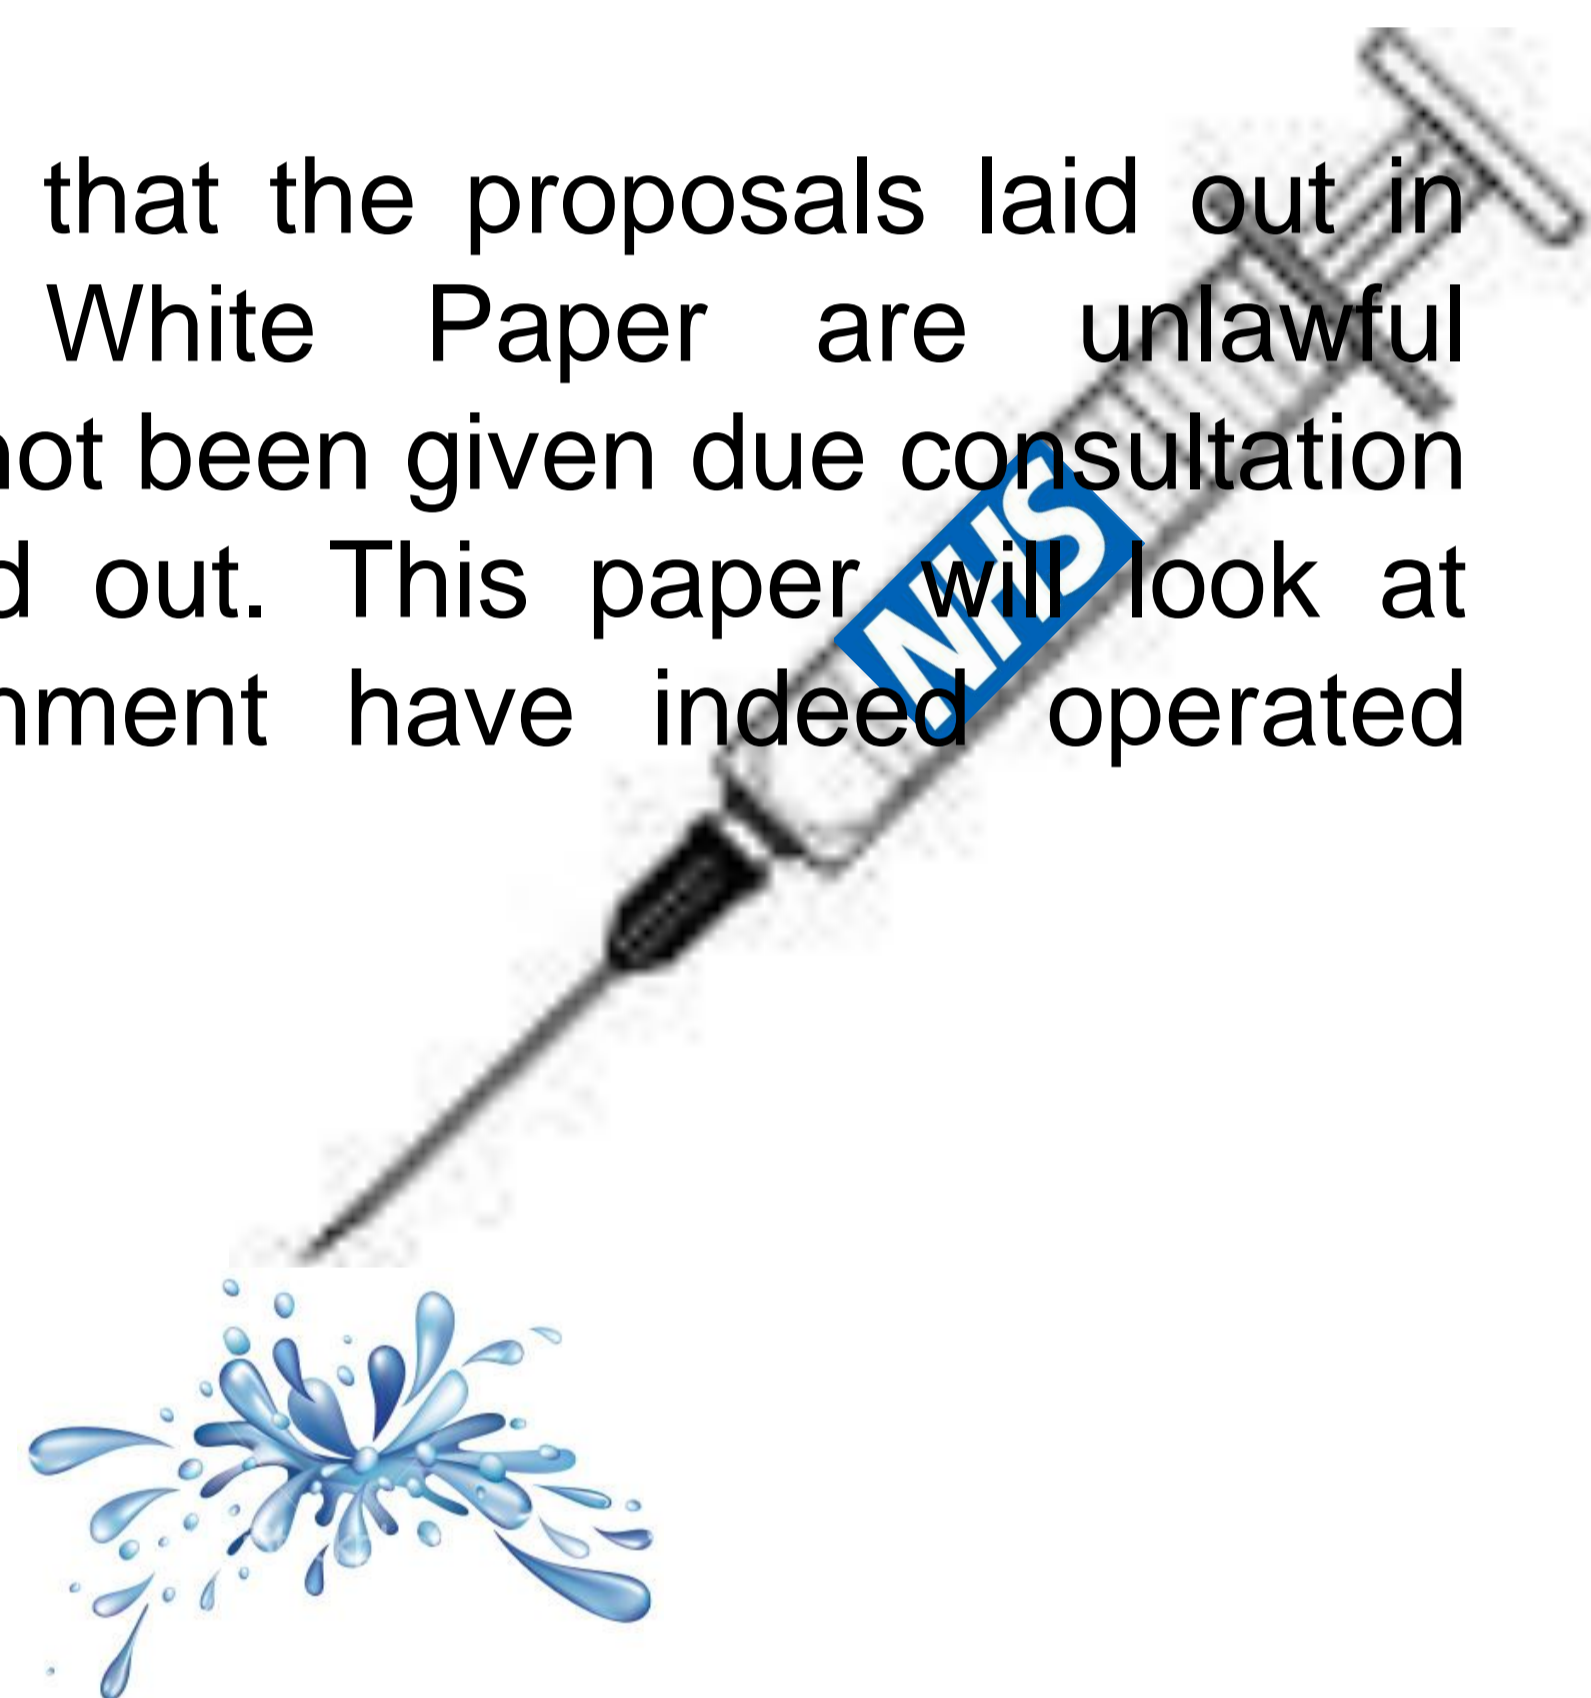 that the proposals laid out in
White Paper are unlawful
not been given due consultation
d out. This paper will look at
nment have indeed operated
NHS